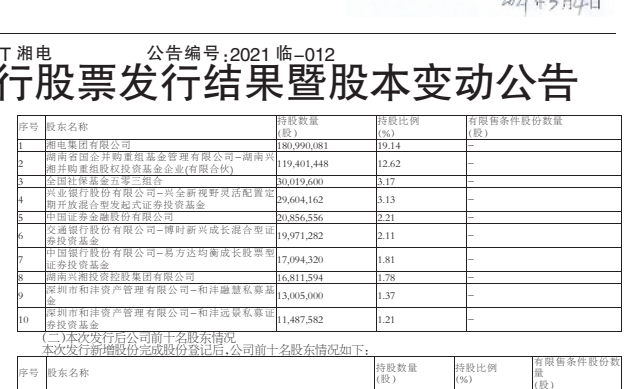 T 湘电 公告编号:2021 临-012
行股票发行结果暨股本变动公告
序号 股东名称 持股数量(股) 持股比例(%) 有限售条件股份数量(股)
1 湘电集团有限公司 180,990,081 19.14 -
2 湖南省国企并购重组基金管理有限公司-湖南兴湘并购重组股权投资基金企业(有限合伙) 119,401,448 12.62 -
3 全国社保基金五零三组合 30,019,600 3.17 -
4 兴业银行股份有限公司-兴全新视野灵活配置定期开放混合型发起式证券投资基金 29,604,162 3.13 -
5 中国证券金融股份有限公司 20,856,556 2.21 -
6 交通银行股份有限公司-博时新兴成长混合型证券投资基金 19,971,282 2.11 -
7 中国银行股份有限公司-易方达均衡成长股票型证券投资基金 17,094,320 1.81 -
8 湖南兴湘投资控股集团有限公司 16,811,594 1.78 -
9 深圳市和沣资产管理有限公司-和沣融慧私募基金 13,005,000 1.37 -
10 深圳市和沣资产管理有限公司-和沣远景私募证券投资基金 11,487,582 1.21 -
(二)本次发行后公司前十名股东情况
本次发行新增股份完成股份登记后,公司前十名股东情况如下:
序号 股东名称 持股数量(股) 持股比例(%) 有限售条件股份数量(股)